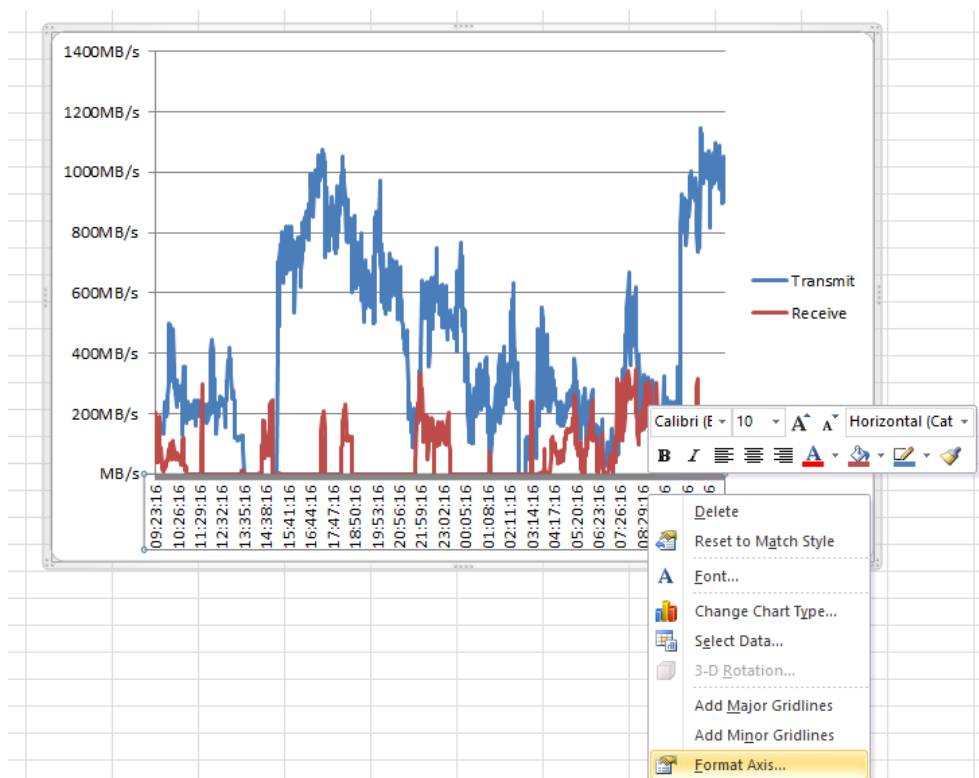 1400MB/s
1200MB/s
1000MB/s
800MB/s
600MB/s
400MB/s
200MB/s
MB/s
Transmit
Receive
09:23:16
10:26:16
11:29:16
12:32:16
13:35:16
14:38:16
15:41:16
16:44:16
17:47:16
18:50:16
19:53:16
20:56:16
21:59:16
23:02:16
00:05:16
01:08:16
02:11:16
03:14:16
04:17:16
05:20:16
06:23:16
07:26:16
08:29:16
6
6
6
Calibri (E 10 A A Horizontal (Cat
B I A
Delete
Reset to Match Style
A Font...
Change Chart Type...
Select Data...
3-D Rotation...
Add Major Gridlines
Add Minor Gridlines
Format Axis...